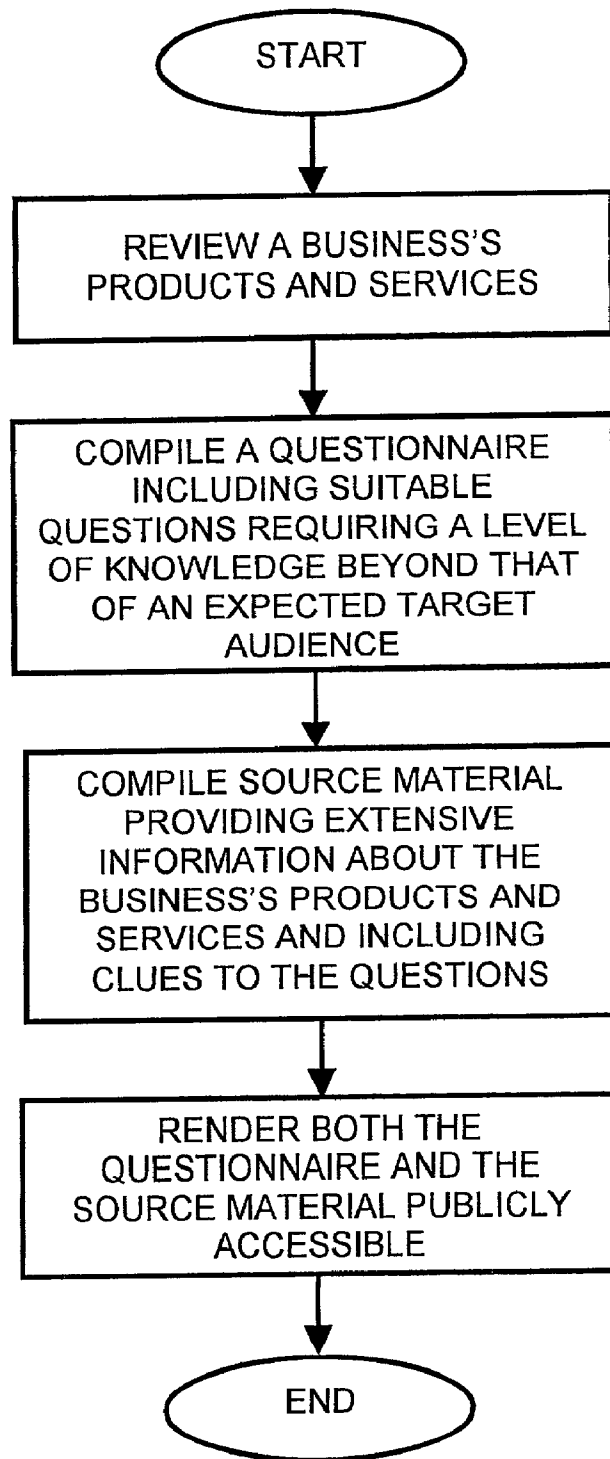 START
REVIEW A BUSINESS'S
PRODUCTS AND SERVICES
COMPILE A QUESTIONNAIRE
INCLUDING SUITABLE
QUESTIONS REQUIRING A LEVEL
OF KNOWLEDGE BEYOND THAT
OF AN EXPECTED TARGET
AUDIENCE
COMPILE SOURCE MATERIAL
PROVIDING EXTENSIVE
INFORMATION ABOUT THE
BUSINESS'S PRODUCTS AND
SERVICES AND INCLUDING
CLUES TO THE QUESTIONS
RENDER BOTH THE
QUESTIONNAIRE AND THE
SOURCE MATERIAL PUBLICLY
ACCESSIBLE
END